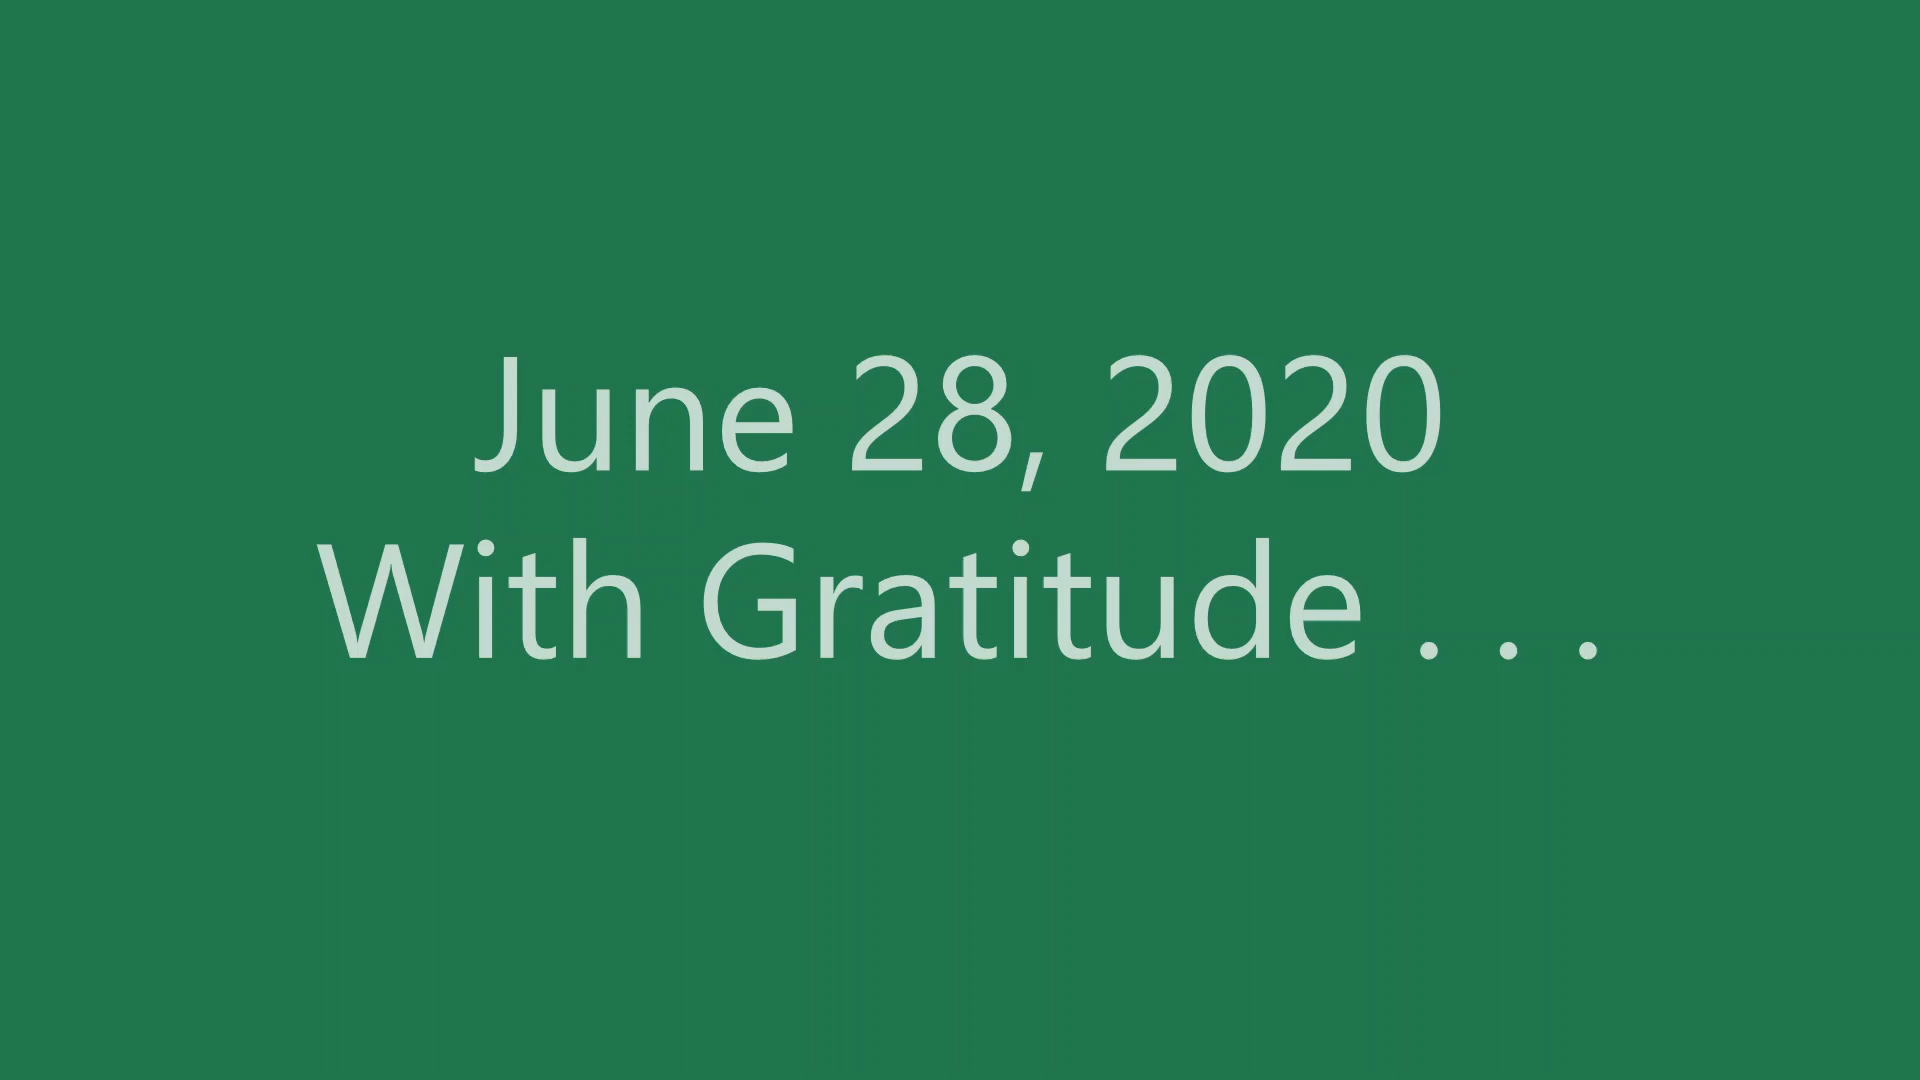 June 28, 2020
With Gratitude . . .